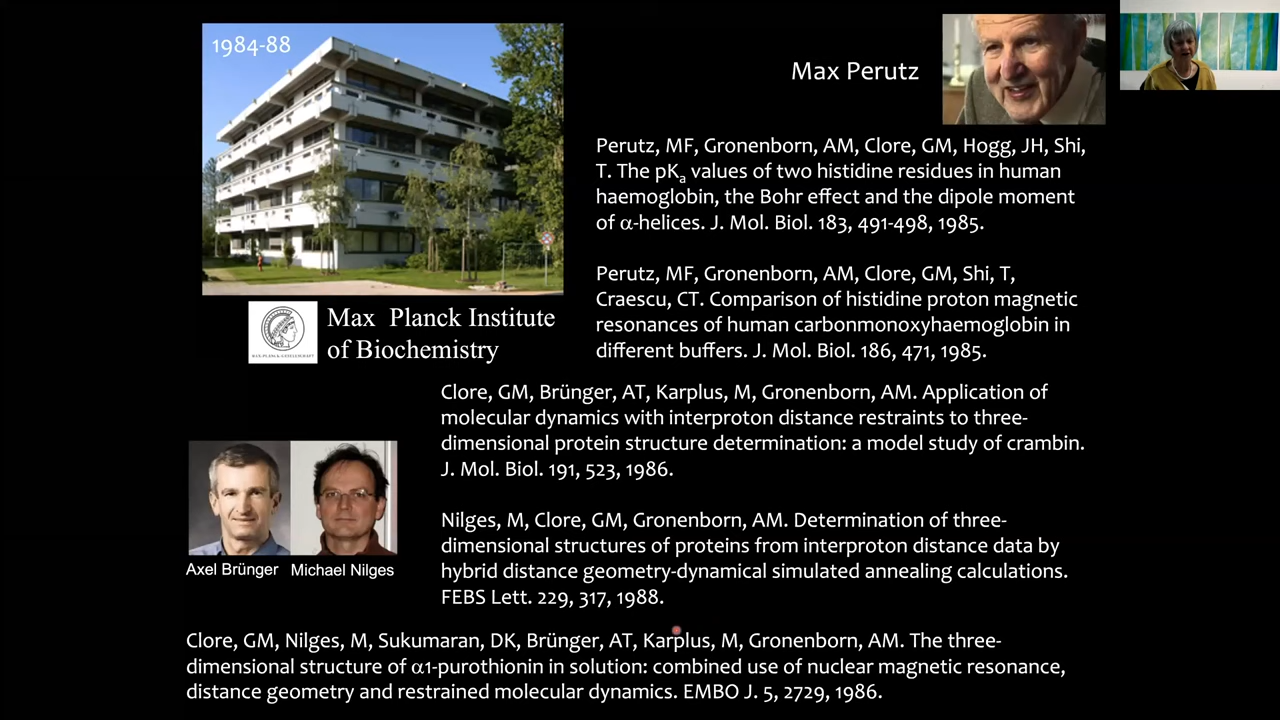 1984-88
Max Perutz
Perutz, MF, Gronenborn, AM, Clore, GM, Hogg, JH, Shi,
T. The pKa values of two histidine residues in human
haemoglobin, the Bohr effect and the dipole moment
of α-helices. J. Mol. Biol. 183, 491-498, 1985.
Perutz, MF, Gronenborn, AM, Clore, GM, Shi, T,
Craescu, CT. Comparison of histidine proton magnetic
resonances of human carbonmonoxyhaemoglobin in
different buffers. J. Mol. Biol. 186, 471, 1985.
MAX-PLANCK-GESELLSCHAFT
Max Planck Institute
of Biochemistry
Clore, GM, Brünger, AT, Karplus, M, Gronenborn, AM. Application of
molecular dynamics with interproton distance restraints to three-
dimensional protein structure determination: a model study of crambin.
J. Mol. Biol. 191, 523, 1986.
Nilges, M, Clore, GM, Gronenborn, AM. Determination of three-
dimensional structures of proteins from interproton distance data by
hybrid distance geometry-dynamical simulated annealing calculations.
FEBS Lett. 229, 317, 1988.
Axel Brünger Michael Nilges
Clore, GM, Nilges, M, Sukumaran, DK, Brünger, AT, Karplus, M, Gronenborn, AM. The three-
dimensional structure of α1-purothionin in solution: combined use of nuclear magnetic resonance,
distance geometry and restrained molecular dynamics. EMBO J. 5, 2729, 1986.